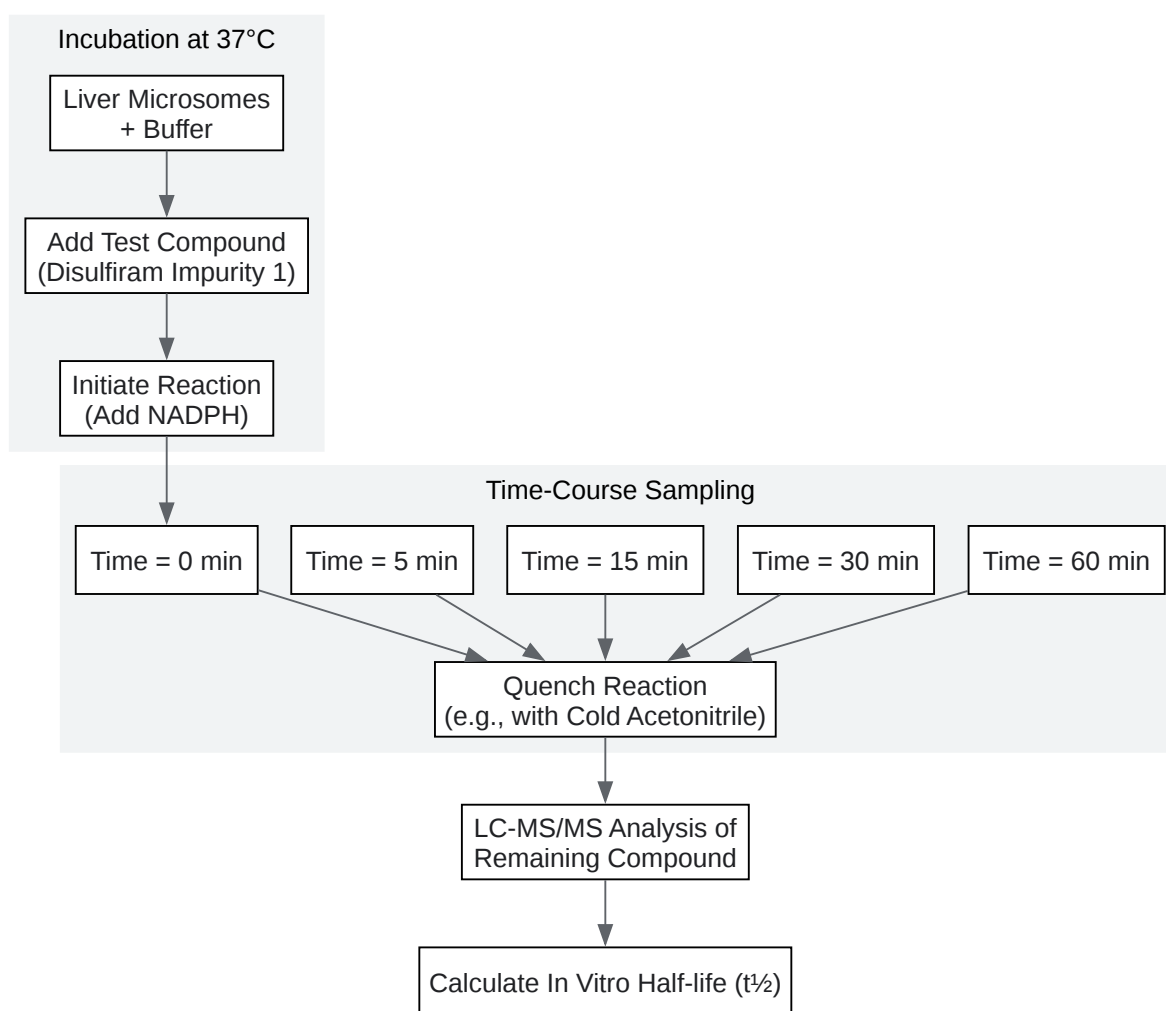 Incubation at 37°C
Liver Microsomes
+ Buffer
Add Test Compound
(Disulfiram Impurity 1)
Initiate Reaction
(Add NADPH)
Time-Course Sampling
Time = 0 min
Time = 5 min
Time = 15 min
Time = 30 min
Time = 60 min
Quench Reaction
(e.g., with Cold Acetonitrile)
LC-MS/MS Analysis of
Remaining Compound
Calculate In Vitro Half-life (t½)